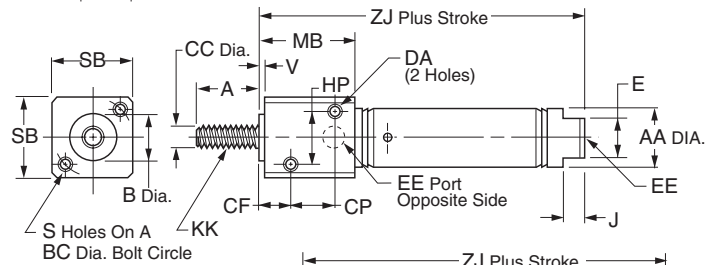 ZJ Plus Stroke
CC Dia.
MB
SB
V
DA
(2 Holes)
A
HP
E
SB
AA DIA.
B Dia.
EE Port
Opposite Side
EE
S Holes On A
BC Dia. Bolt Circle
KK
CF
CP
J
ZJ Plus Stroke